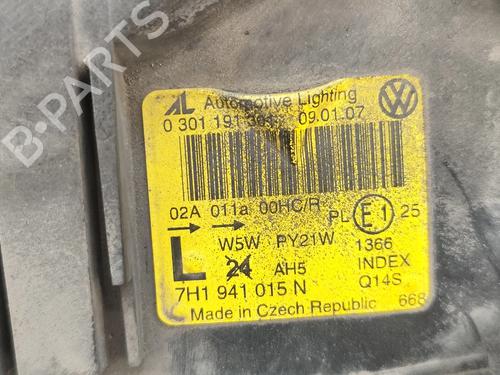 AL Automotive Lighting
0 301 191 301 09.01.07
02A 011a 00HC/R PL E1 25
W5W PY21W 1366
L 24 AH5 INDEX
7H1 941 015 N Q14S
Made in Czech Republic 668
B-PARTS